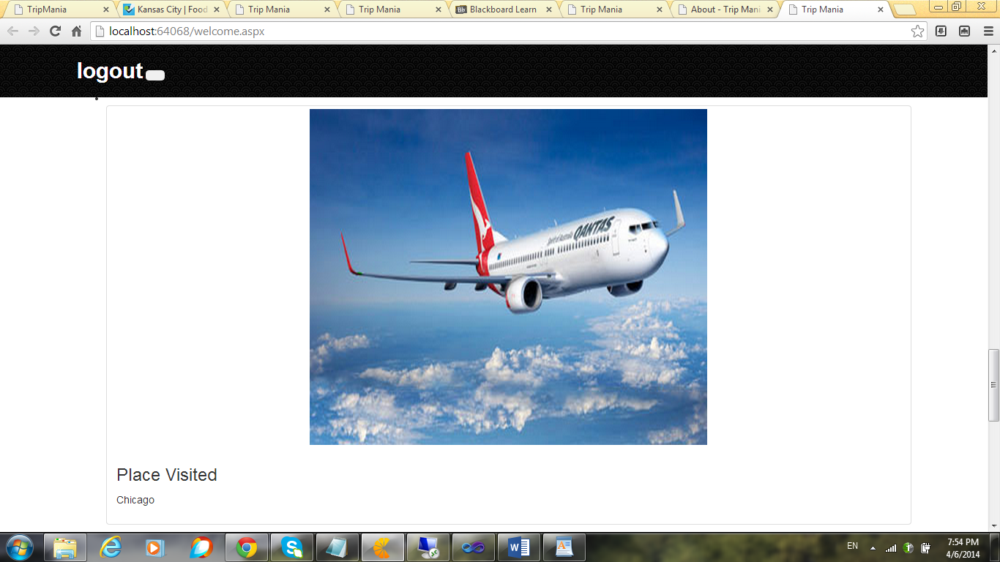 TripMania
Kansas City | Food
Trip Mania
Trip Mania
Blackboard Learn
Trip Mania
About - Trip Mani
Trip Mania
localhost:64068/welcome.aspx
logout
Spirit of Australia QANTAS
Place Visited
Chicago
EN
7:54 PM
4/6/2014